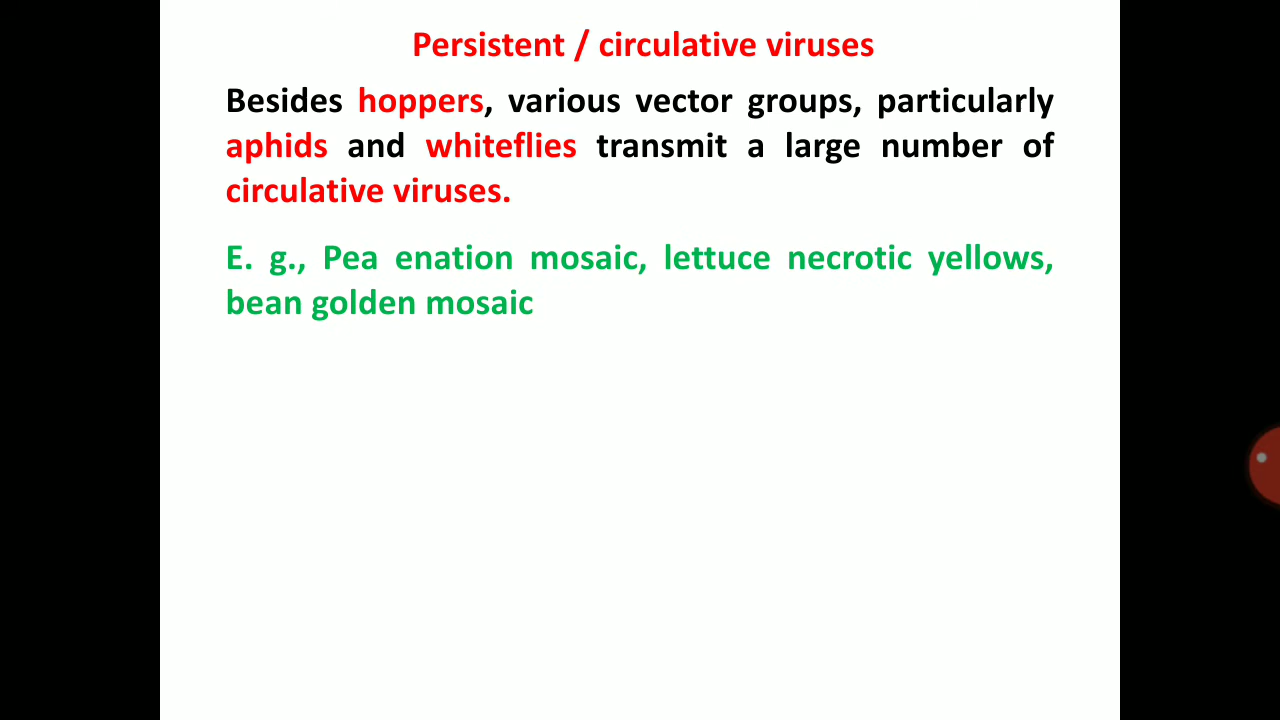 Persistent / circulative viruses
Besides hoppers, various vector groups, particularly
aphids and whiteflies transmit a large number of
circulative viruses.
E. g., Pea enation mosaic, lettuce necrotic yellows,
bean golden mosaic